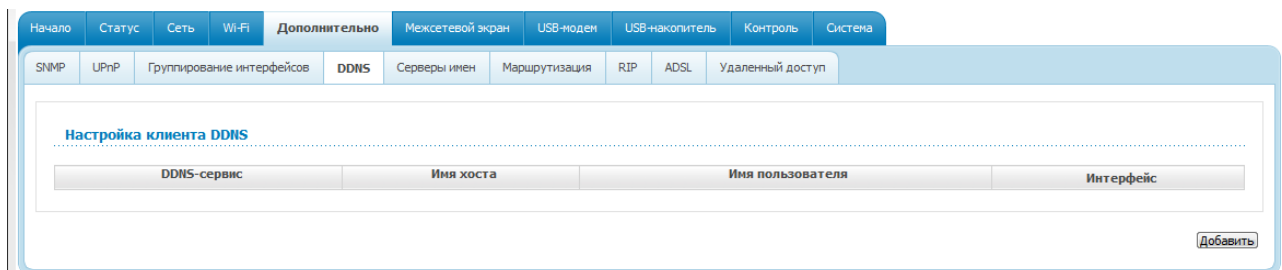 Начало Статус Сеть Wi-Fi Дополнительно Межсетевой экран USB-модем USB-накопитель Контроль Система
SNMP UPnP Группирование интерфейсов DDNS Серверы имен Маршрутизация RIP ADSL Удаленный доступ
Настройка клиента DDNS
DDNS-сервис Имя хоста Имя пользователя Интерфейс
Добавить